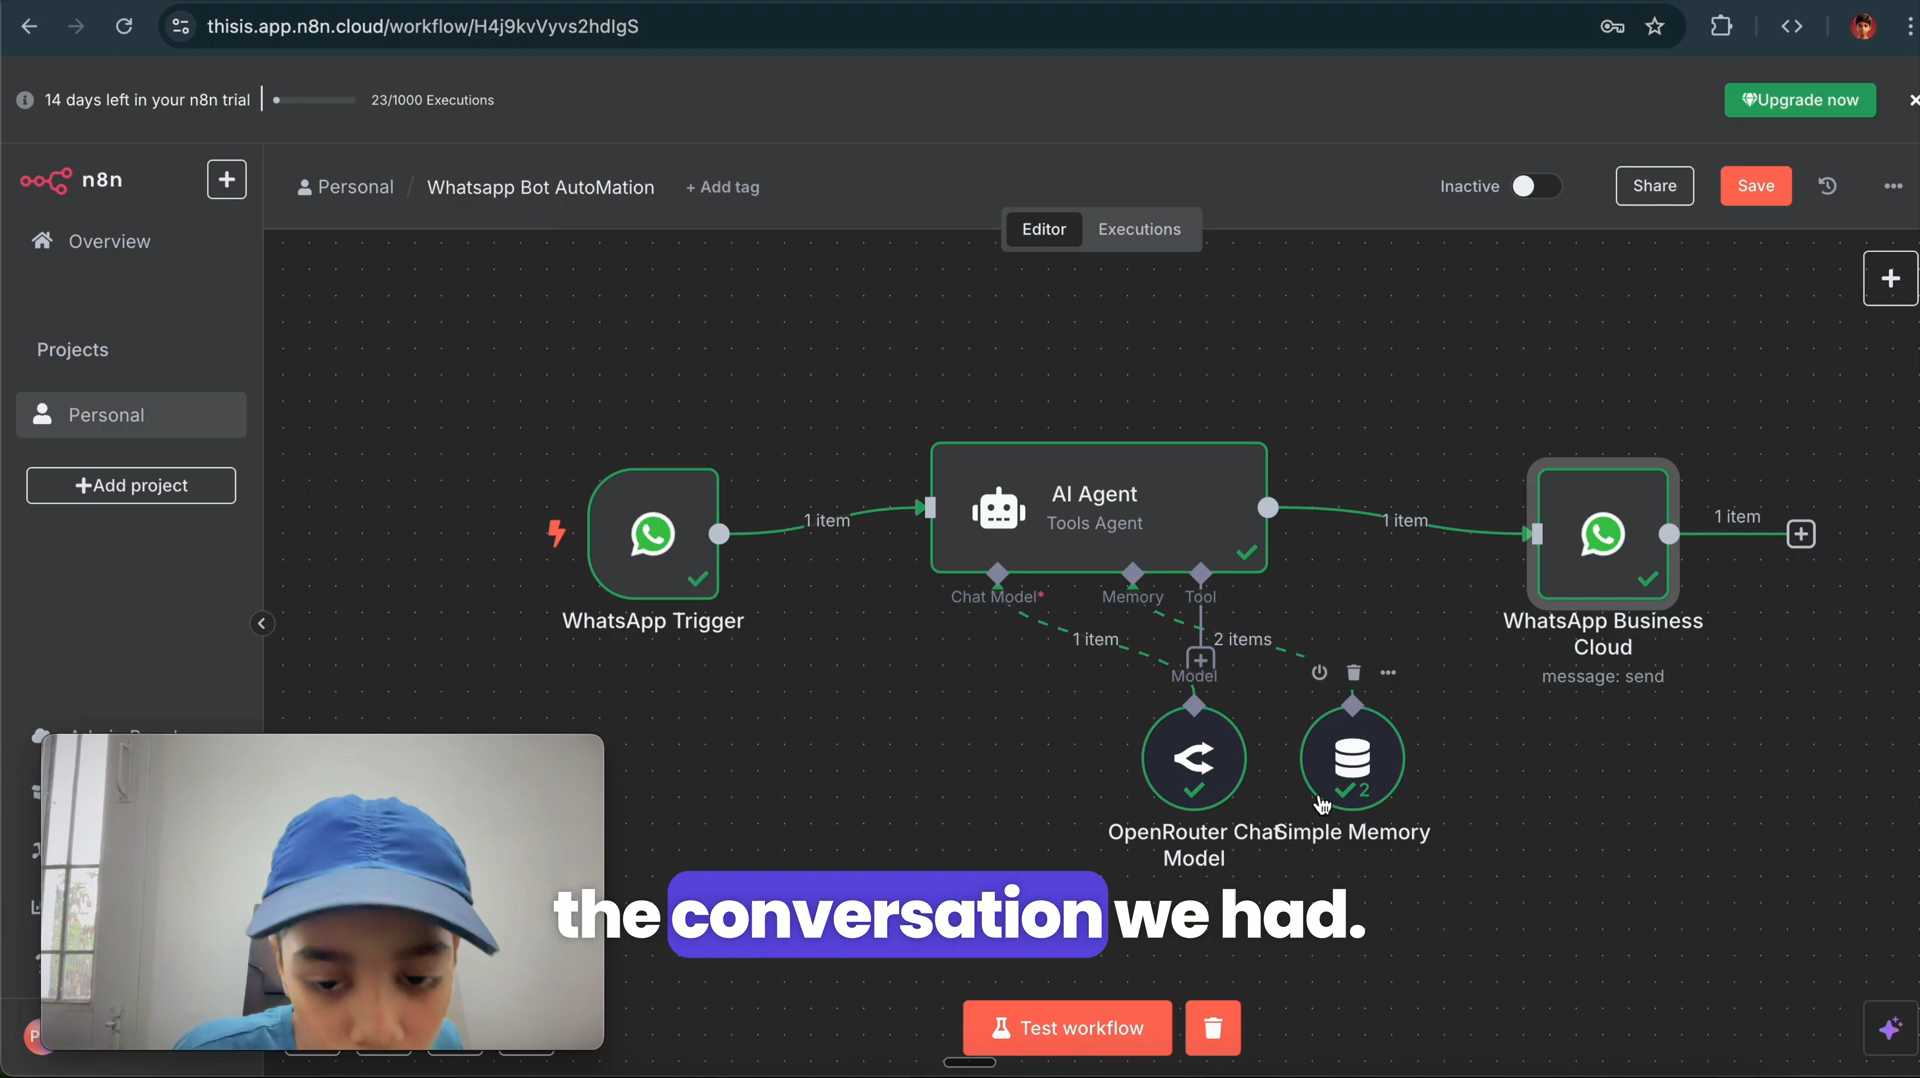 thisis.app.n8n.cloud/workflow/H4j9kvVyvs2hdIgS
14 days left in your n8n trial
23/1000 Executions
Upgrade now
n8n
Personal / Whatsapp Bot AutoMation + Add tag
Inactive
Share
Save
Editor
Executions
Overview
Projects
Personal
+Add project
1 item
AI Agent
Tools Agent
1 item
1 item
Chat Model*
Memory
Tool
WhatsApp Trigger
WhatsApp Business
Cloud
message: send
1 item
2 items
Model
2
OpenRouter Chat
Model
Simple Memory
the conversation we had.
Test workflow